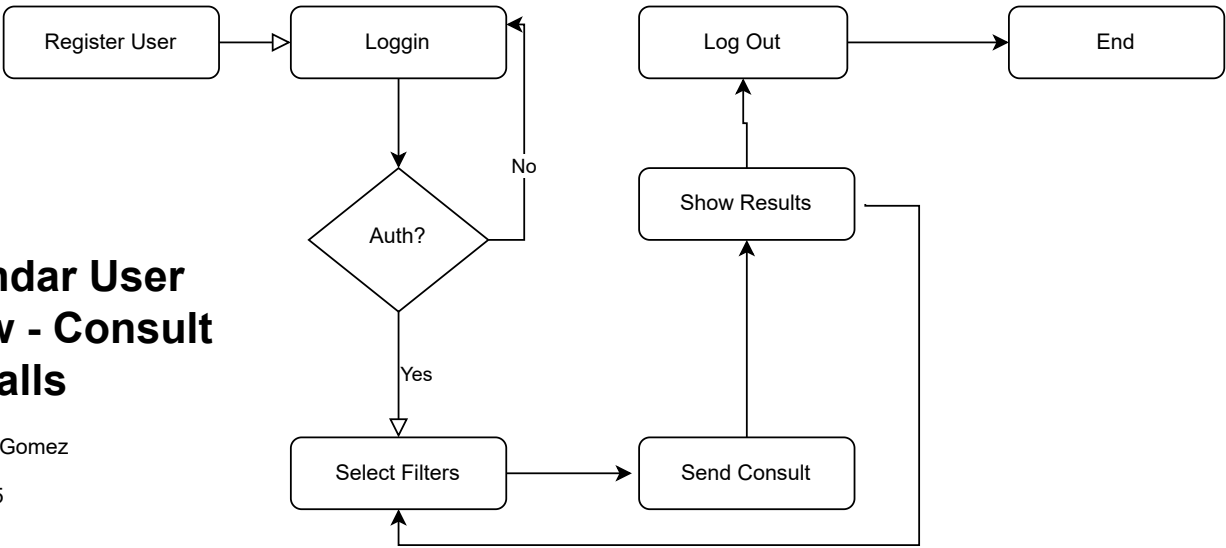 Register User
Loggin
Log Out
End
No
Auth?
Show Results
ndar User
- Consult
alls
Yes
Gomez
Select Filters
Send Consult